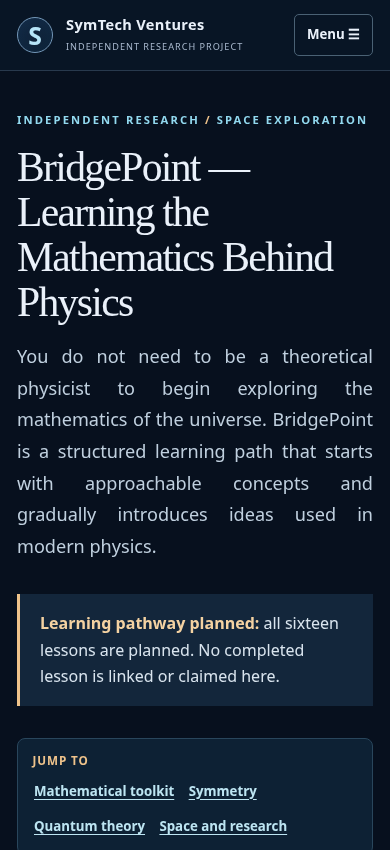 S
SymTech Ventures
INDEPENDENT RESEARCH PROJECT
Menu ☰
INDEPENDENT RESEARCH / SPACE EXPLORATION
BridgePoint —
Learning the
Mathematics Behind
Physics
You do not need to be a theoretical
physicist to begin exploring the
mathematics of the universe. BridgePoint
is a structured learning path that starts
with approachable concepts and
gradually introduces ideas used in
modern physics.
Learning pathway planned: all sixteen
lessons are planned. No completed
lesson is linked or claimed here.
JUMP TO
Mathematical toolkit Symmetry
Quantum theory Space and research